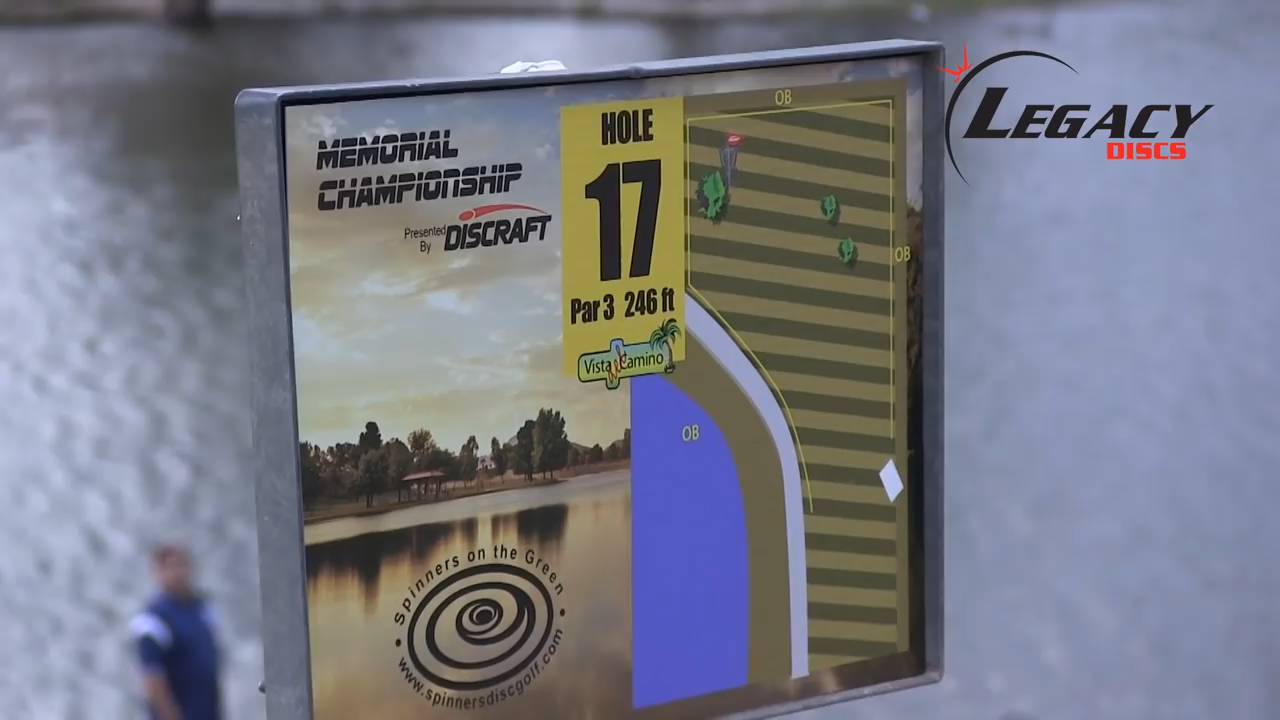 MEMORIAL
CHAMPIONSHIP
Presented
By
DISCRAFT
HOLE
17
Par 3 246 ft
Vista del Camino
OB
OB
OB
Spinners on the Green
www.spinnersdiscgolf.com
LEGACY
DISCS